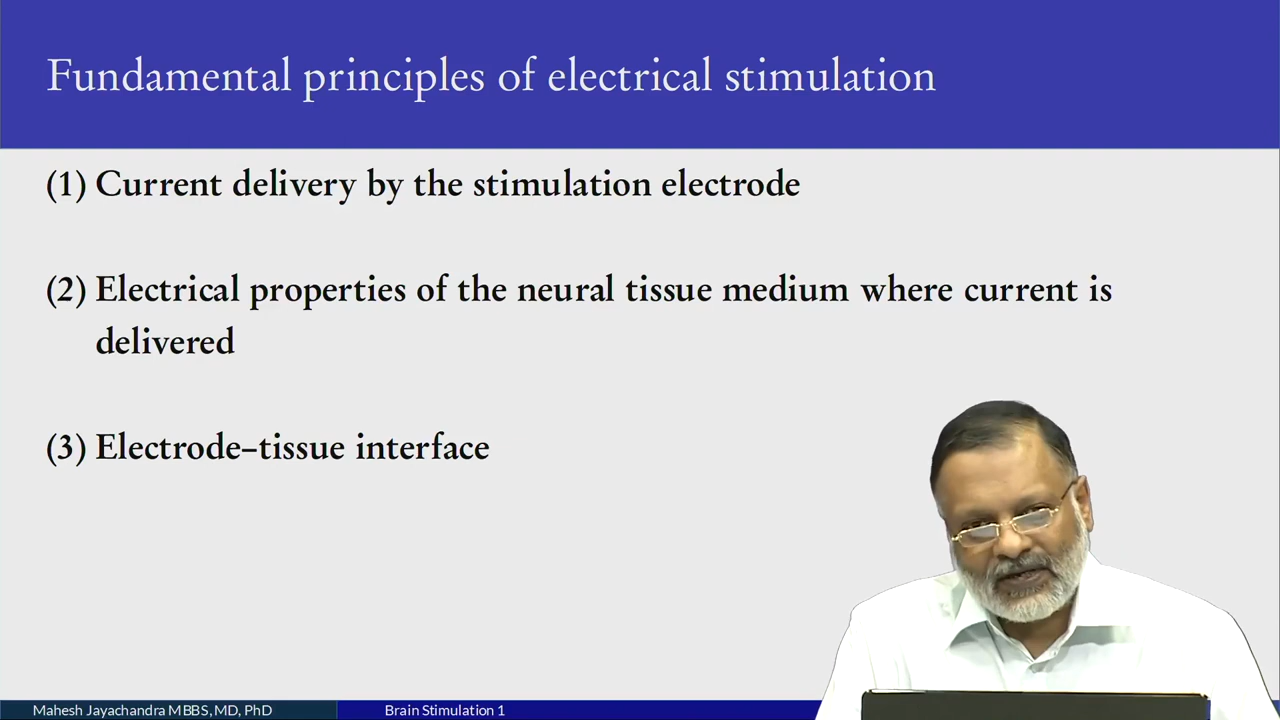 Fundamental principles of electrical stimulation
(1) Current delivery by the stimulation electrode
(2) Electrical properties of the neural tissue medium where current is
delivered
(3) Electrode–tissue interface
Mahesh Jayachandra MBBS, MD, PhD
Brain Stimulation 1